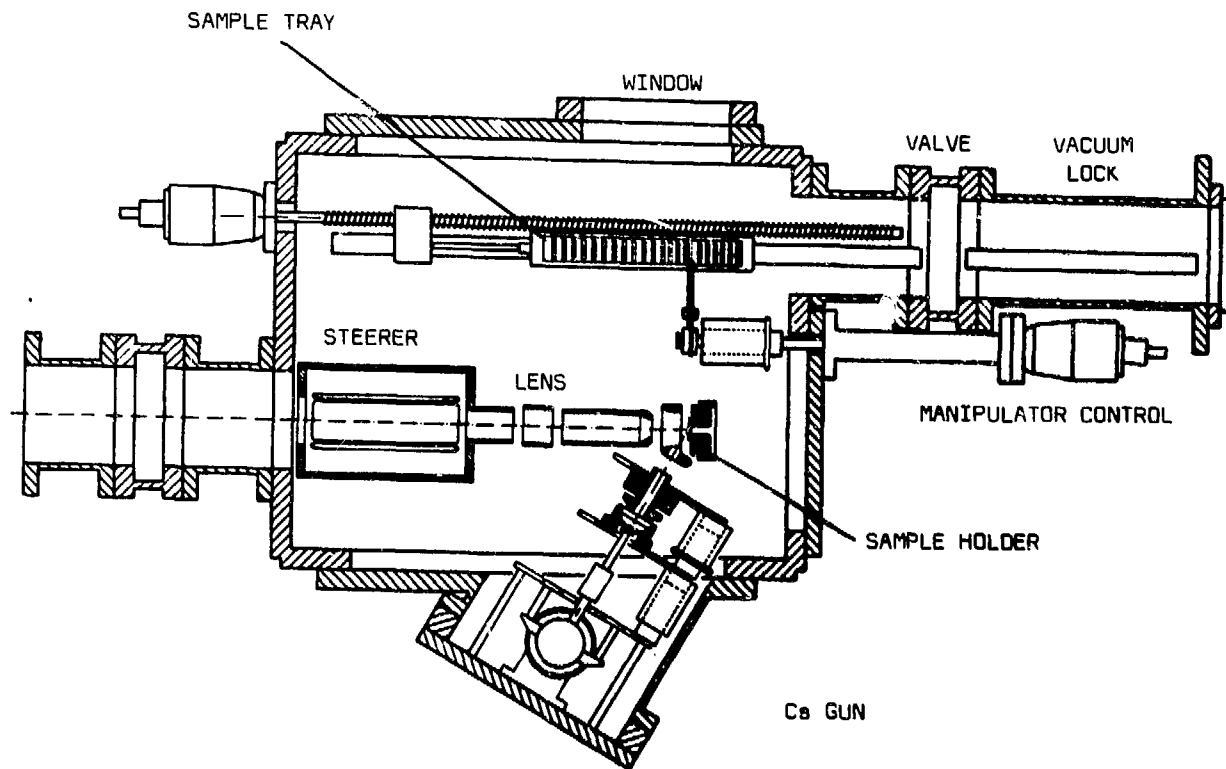 SAMPLE TRAY
WINDOW
VALVE
VACUUM
LOCK
STEERER
LENS
MANIPULATOR CONTROL
SAMPLE HOLDER
Cs GUN